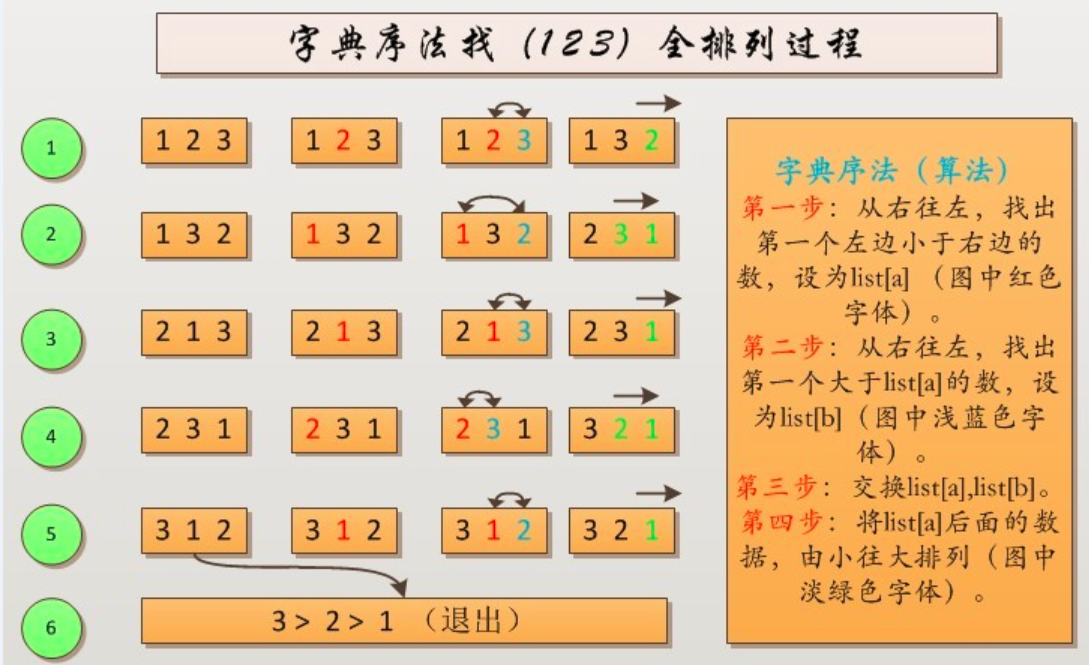 字典序法找（123）全排列过程
1
1 2 3
1 2 3
1 2 3
1 3 2
2
1 3 2
1 3 2
1 3 2
2 3 1
3
2 1 3
2 1 3
2 1 3
2 3 1
4
2 3 1
2 3 1
2 3 1
3 2 1
5
3 1 2
3 1 2
3 1 2
3 2 1
6
3 > 2 > 1 （退出）
字典序法（算法）
第一步：从右往左，找出
第一个左边小于右边的
数，设为list[a] （图中红色
字体）。
第二步：从右往左，找出
第一个大于list[a]的数，设
为list[b]（图中浅蓝色字
体）。
第三步：交换list[a],list[b]。
第四步：将list[a]后面的数
据，由小往大排列（图中
淡绿色字体）。